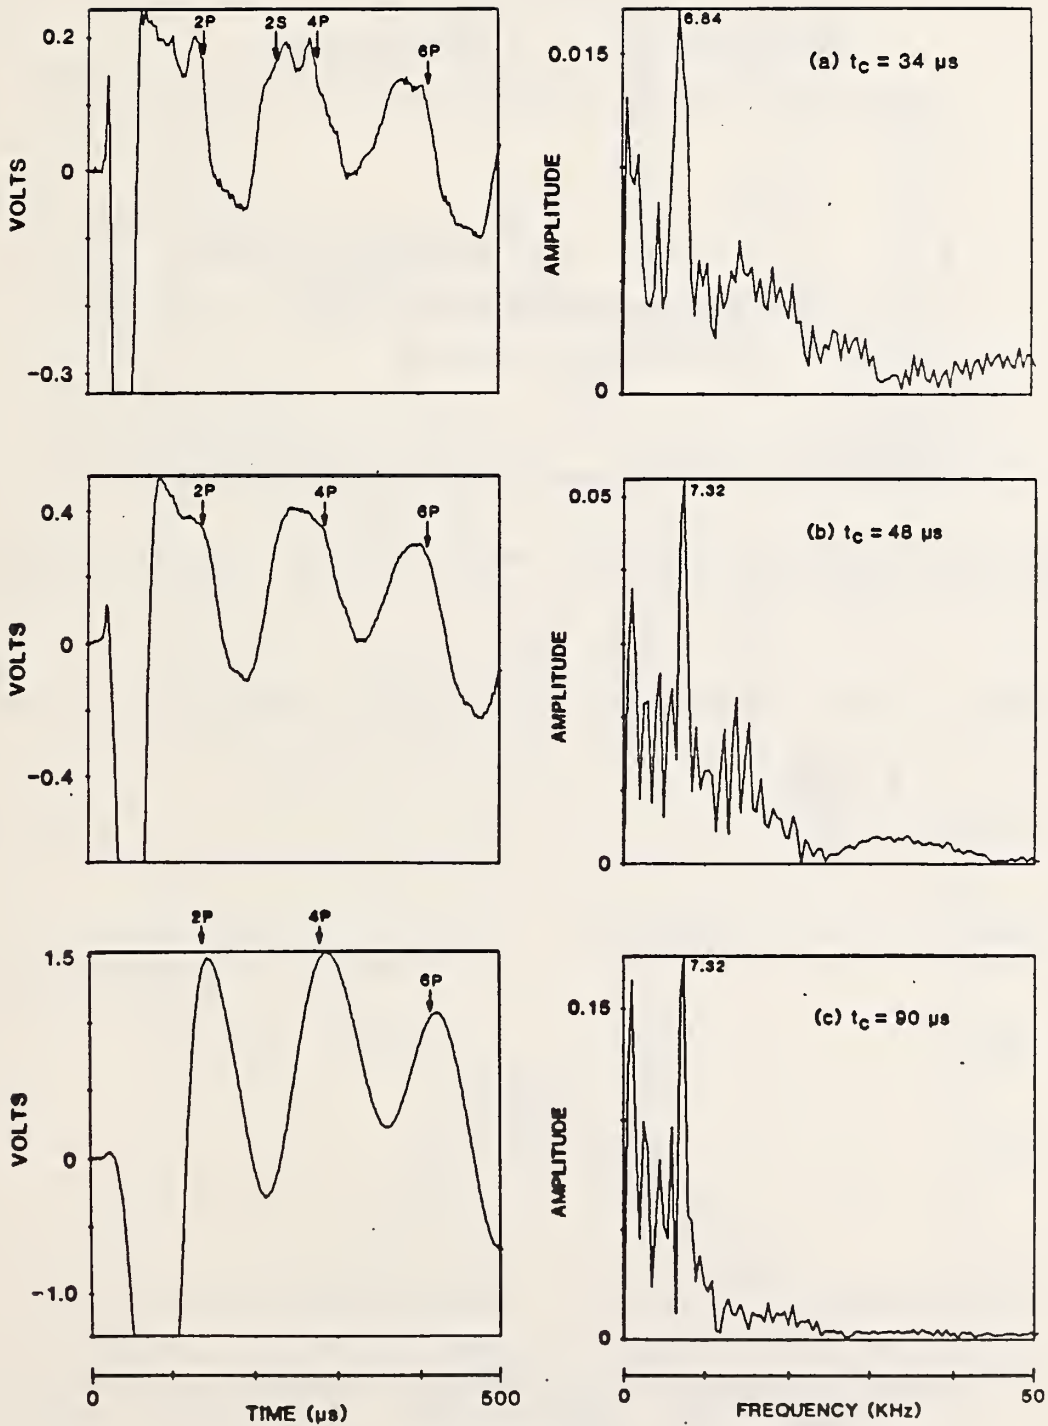 2P 2S 4P 6P
0.2
0
-0.3
VOLTS
6.84
(a) tc = 34 µs
0.015
0
AMPLITUDE
2P 4P 6P
0.4
0
-0.4
VOLTS
7.32
(b) tc = 48 µs
0.05
0
AMPLITUDE
2P 4P 6P
1.5
0
-1.0
VOLTS
7.32
(c) tc = 90 µs
0.15
0
AMPLITUDE
0 500
TIME (µs)
0 50
FREQUENCY (KHz)